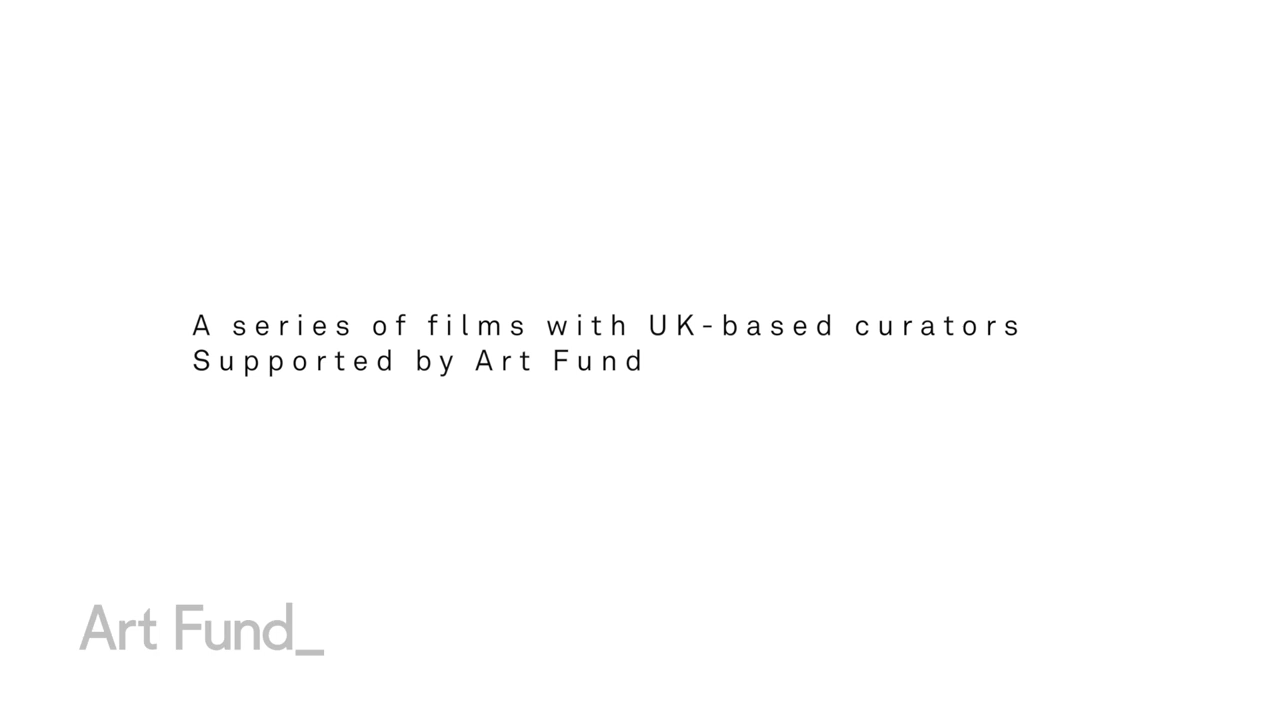 A series of films with UK-based curators
Supported by Art Fund
Art Fund_